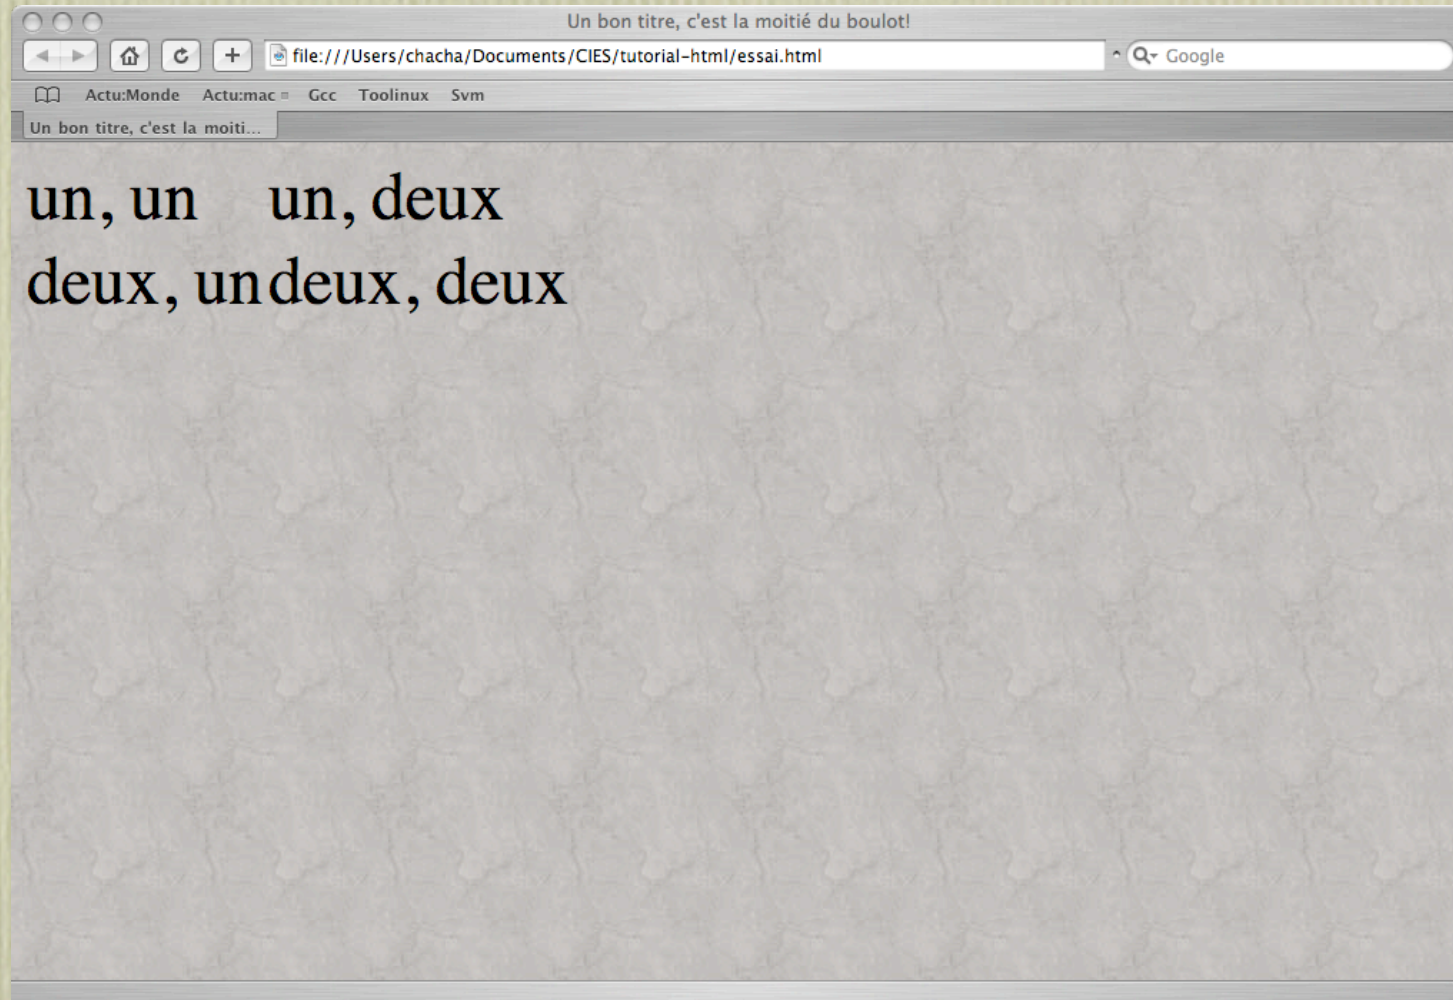 Un bon titre, c'est la moitié du boulot!
file:///Users/chacha/Documents/CIES/tutorial-html/essai.html
Google
Actu:Monde Actu:mac Gcc Toolinux Svm
Un bon titre, c'est la moiti...
un, un un, deux
deux, un deux, deux